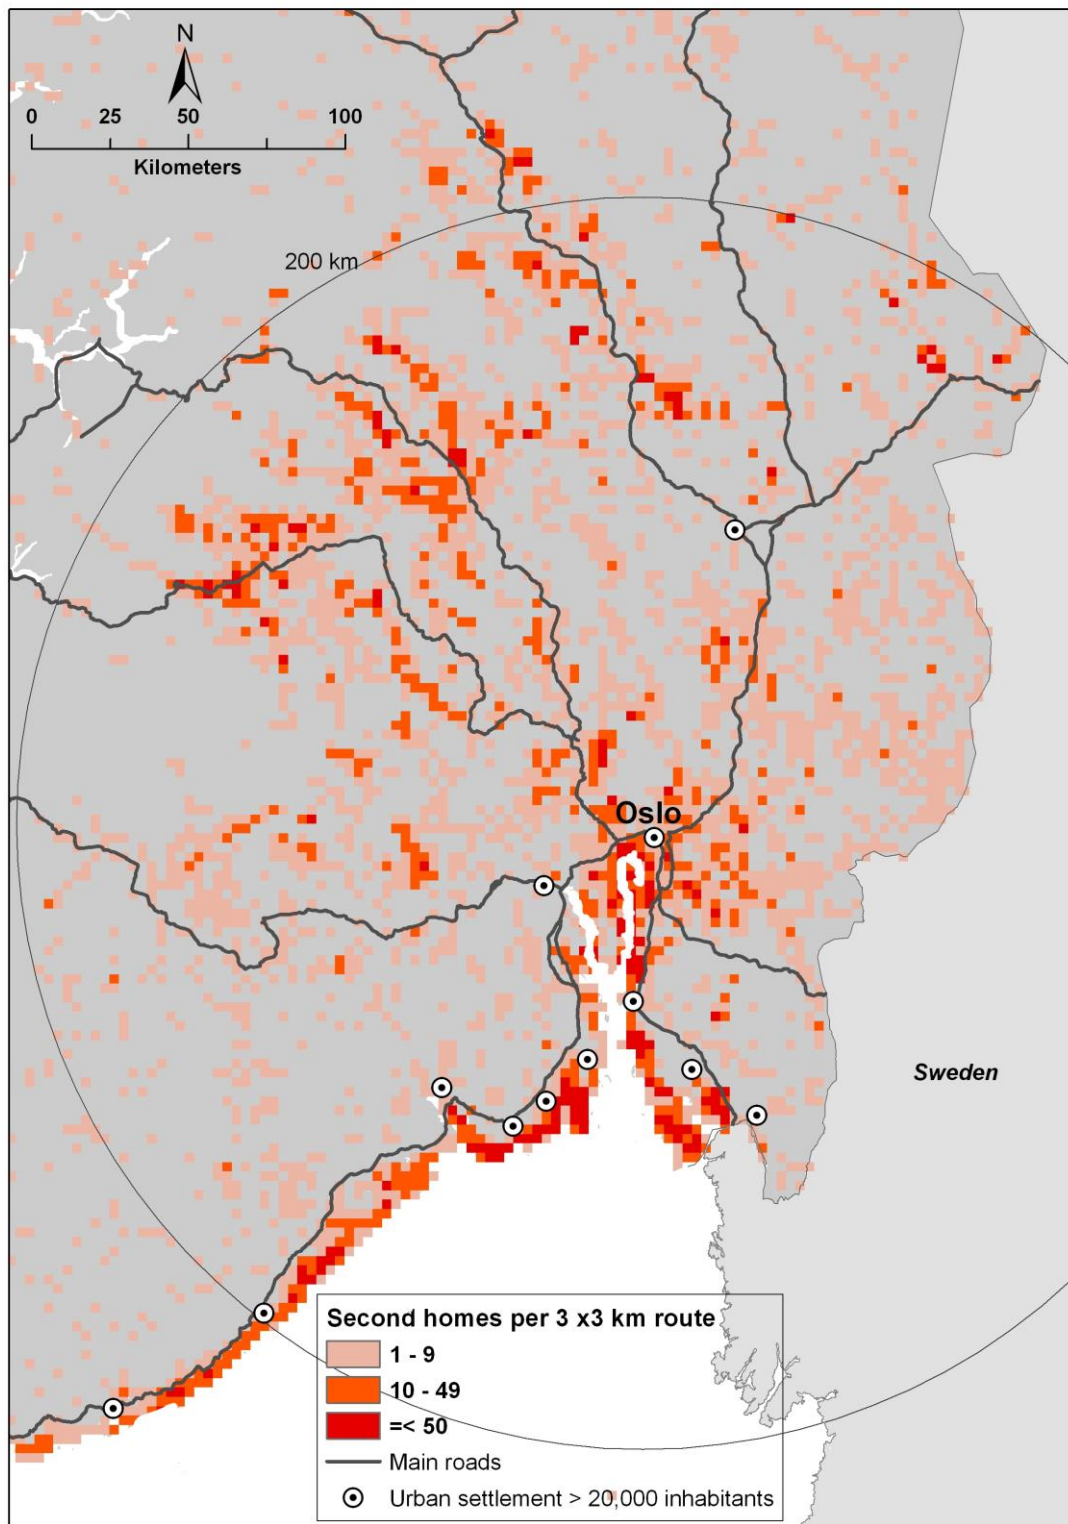 N
0 25 50 100
Kilometers
200 km
Oslo
Sweden
Second homes per 3 x3 km route
1 - 9
10 - 49
=< 50
Main roads
Urban settlement > 20,000 inhabitants